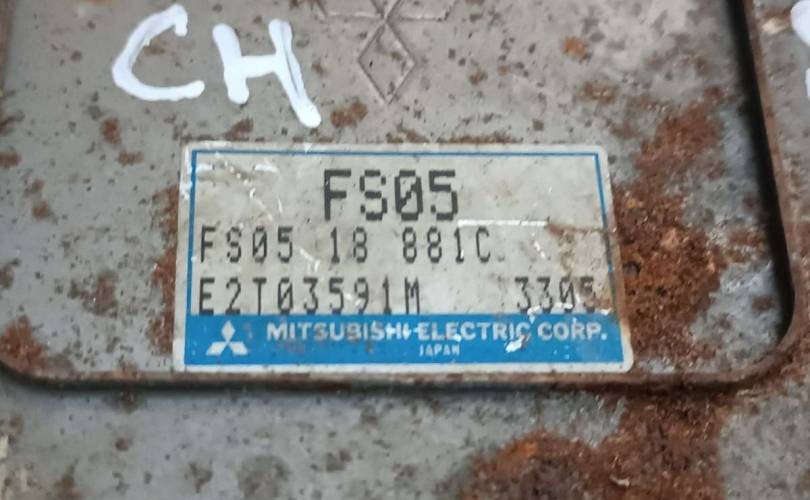 CH
FS05
FS05 18 881C
E2T03591M 3305
MITSUBISHI ELECTRIC CORP.
JAPAN